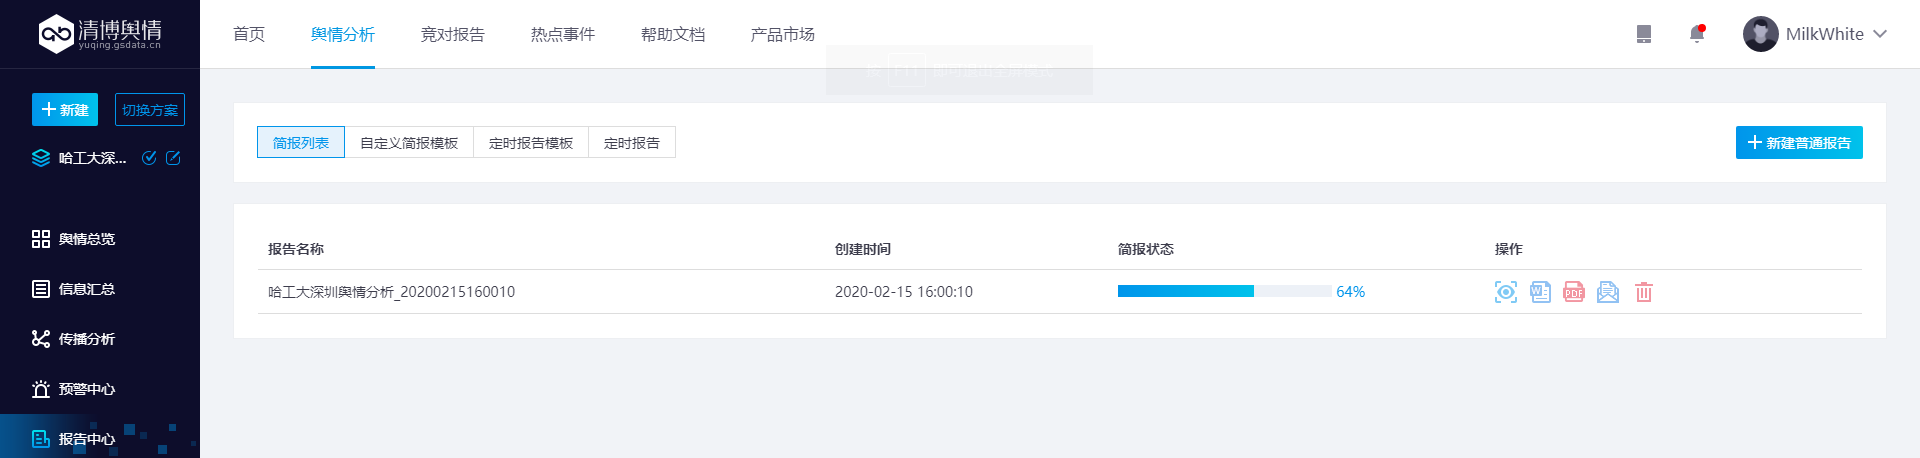 清博舆情
yuqing.gsdata.cn
首页 舆情分析 竞对报告 热点事件 帮助文档 产品市场
MilkWhite
按 F11 即可退出全屏模式
新建 切换方案
哈工大深...
舆情总览
信息汇总
传播分析
预警中心
报告中心
简报列表 自定义简报模板 定时报告模板 定时报告
新建普通报告
报告名称 创建时间 简报状态 操作
哈工大深圳舆情分析_20200215160010 2020-02-15 16:00:10 64% W PDF